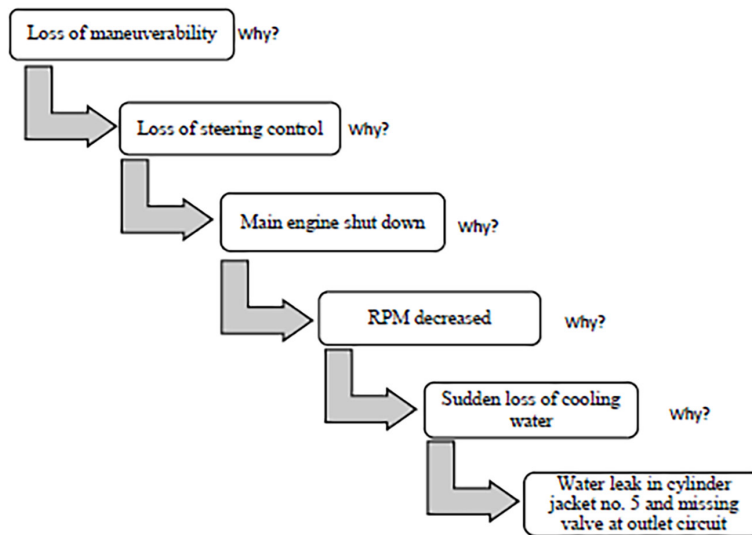 Loss of maneuverability
Why?
Loss of steering control
Why?
Main engine shut down
Why?
RPM decreased
Why?
Sudden loss of cooling
water
Why?
Water leak in cylinder
jacket no. 5 and missing
valve at outlet circuit